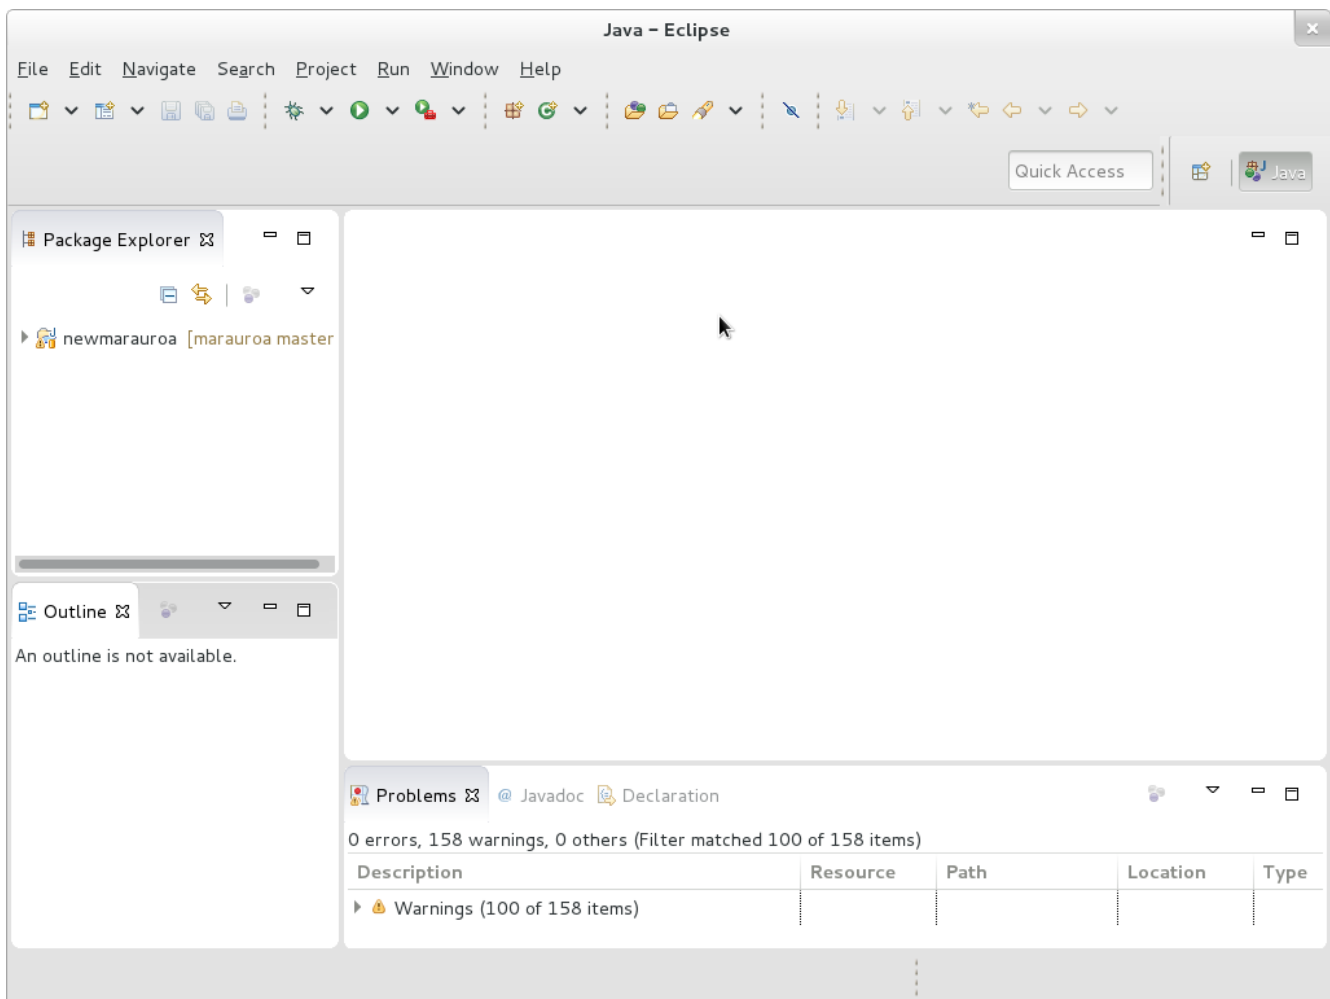 Java – Eclipse
File Edit Navigate Search Project Run Window Help
Quick Access
Java
Package Explorer
newmarauroa [marauroa master
Outline
An outline is not available.
Problems @ Javadoc Declaration
0 errors, 158 warnings, 0 others (Filter matched 100 of 158 items)
Description Resource Path Location Type
Warnings (100 of 158 items)